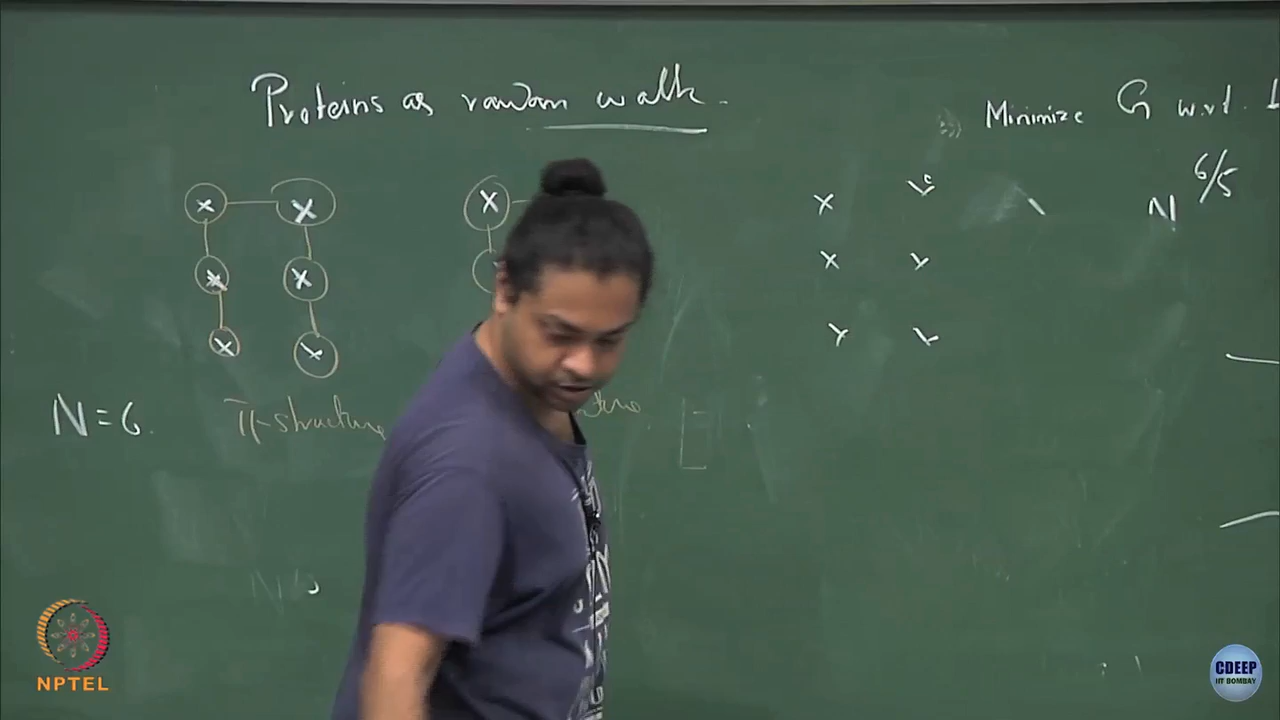 Proteins as random walk.
Minimize G w.r.t.
N 6/5
N=6.
π-structure
NPTEL
CDEEP
IIT BOMBAY